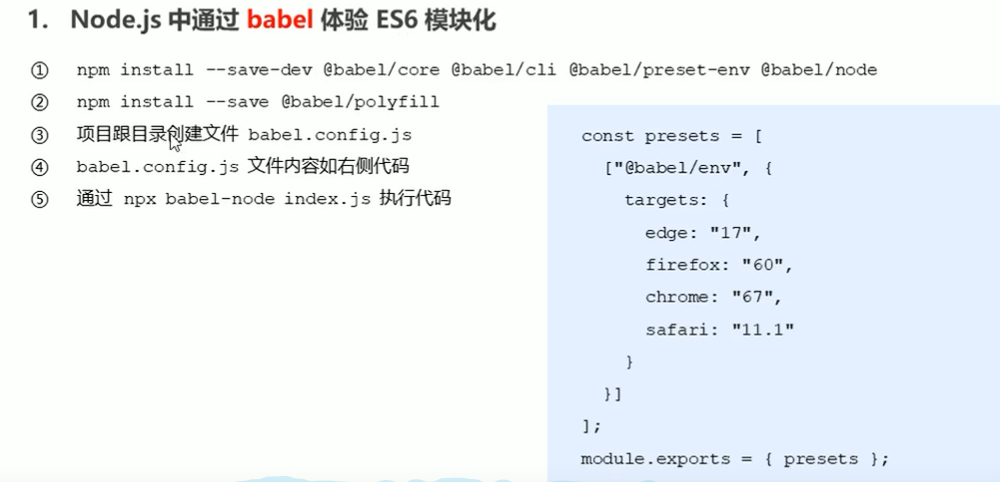 1. Node.js 中通过 babel 体验 ES6 模块化
① npm install --save-dev @babel/core @babel/cli @babel/preset-env @babel/node
② npm install --save @babel/polyfill
③ 项目跟目录创建文件 babel.config.js
④ babel.config.js 文件内容如右侧代码
⑤ 通过 npx babel-node index.js 执行代码
const presets = [
["@babel/env", {
targets: {
edge: "17",
firefox: "60",
chrome: "67",
safari: "11.1"
}
}]
];
module.exports = { presets };